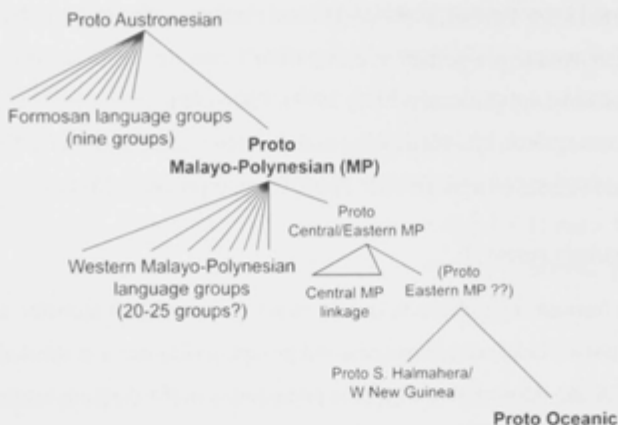 Proto Austronesian
Formosan language groups
(nine groups)
Proto
Malayo-Polynesian (MP)
Proto
Central/Eastern MP
Western Malayo-Polynesian
language groups
(20-25 groups?)
Central MP
linkage
(Proto
Eastern MP ??)
Proto S. Halmahera/
W New Guinea
Proto Oceanic